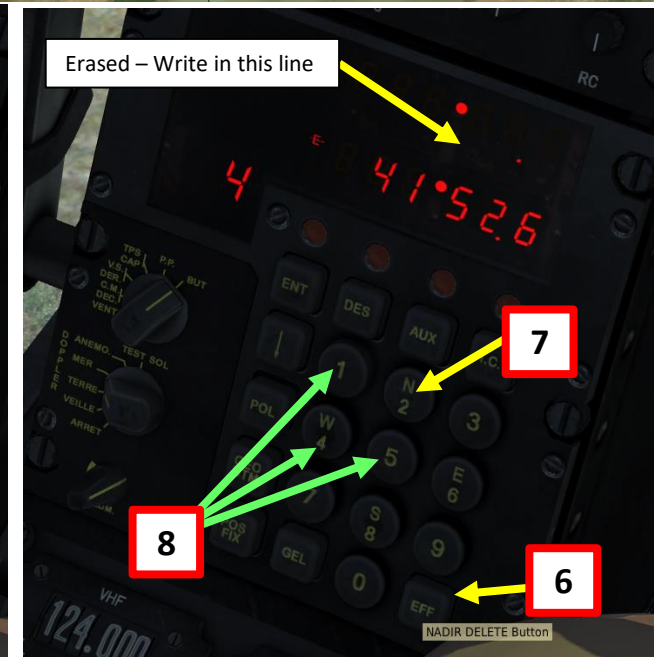 Erased – Write in this line
RC
E
4 41°52.6
TPS
CAP
P.P.
V.S.
DER.
BUT
C.M.
DEC.
VENT
ENT
DES
AUX
7
DOPPLER
ANEMO.
TEST SOL
MER
TERRE
VEILLE
ARRET
1
N
2
3
POL
W
4
5
E
6
7
S
8
9
8
FIX
GEL
0
EFF
6
NADIR DELETE Button
VHF
124.000